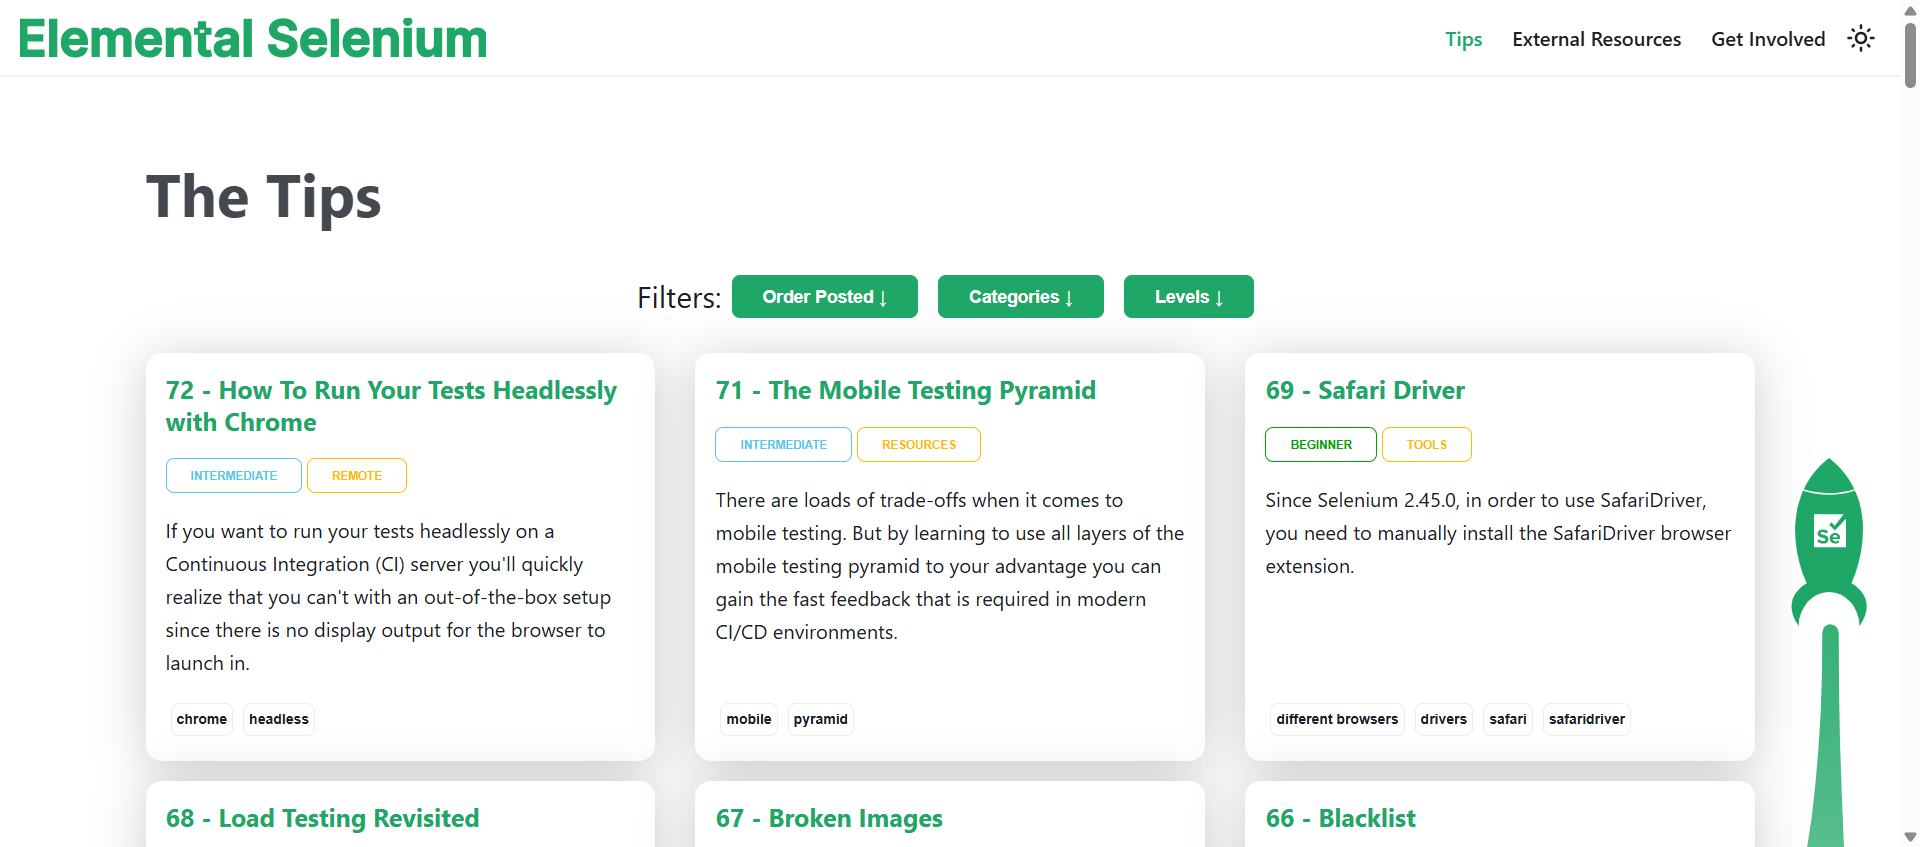 Elemental Selenium
Tips
External Resources
Get Involved
The Tips
Filters:
Order Posted ↓
Categories ↓
Levels ↓
72 - How To Run Your Tests Headlessly
with Chrome
INTERMEDIATE
REMOTE
If you want to run your tests headlessly on a
Continuous Integration (CI) server you'll quickly
realize that you can't with an out-of-the-box setup
since there is no display output for the browser to
launch in.
chrome
headless
71 - The Mobile Testing Pyramid
INTERMEDIATE
RESOURCES
There are loads of trade-offs when it comes to
mobile testing. But by learning to use all layers of the
mobile testing pyramid to your advantage you can
gain the fast feedback that is required in modern
CI/CD environments.
mobile
pyramid
69 - Safari Driver
BEGINNER
TOOLS
Since Selenium 2.45.0, in order to use SafariDriver,
you need to manually install the SafariDriver browser
extension.
different browsers
drivers
safari
safaridriver
Se
68 - Load Testing Revisited
67 - Broken Images
66 - Blacklist